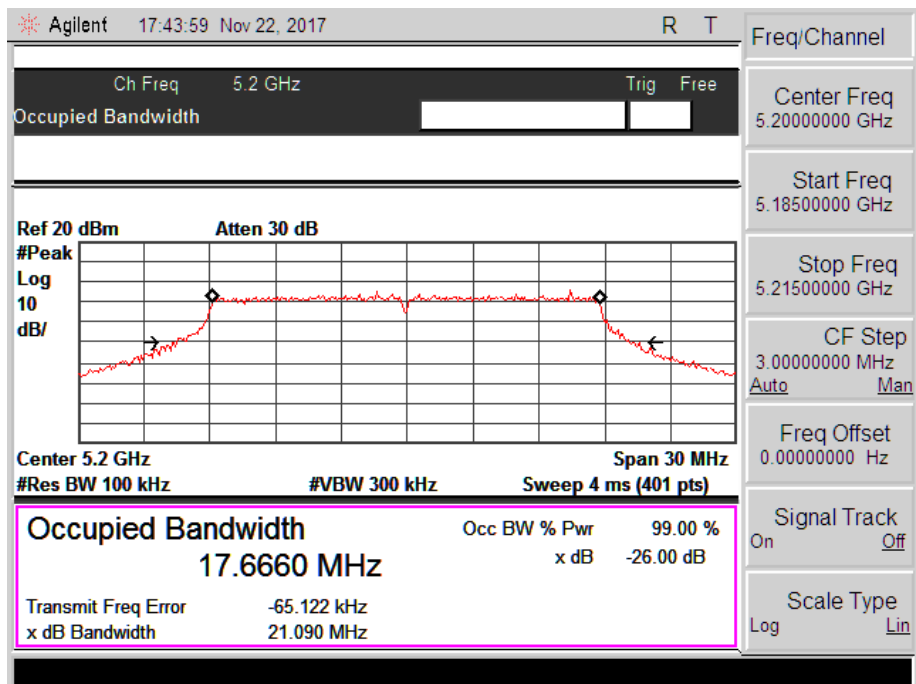 Agilent 17:43:59 Nov 22, 2017 R T
Freq/Channel
Ch Freq 5.2 GHz Trig Free
Occupied Bandwidth
Center Freq
5.20000000 GHz
Start Freq
5.18500000 GHz
Stop Freq
5.21500000 GHz
CF Step
3.00000000 MHz
Auto Man
Freq Offset
0.00000000 Hz
Signal Track
On Off
Scale Type
Log Lin
Ref 20 dBm Atten 30 dB
#Peak
Log
10
dB/
Center 5.2 GHz Span 30 MHz
#Res BW 100 kHz #VBW 300 kHz Sweep 4 ms (401 pts)
Occupied Bandwidth Occ BW % Pwr 99.00 %
17.6660 MHz x dB -26.00 dB
Transmit Freq Error -65.122 kHz
x dB Bandwidth 21.090 MHz